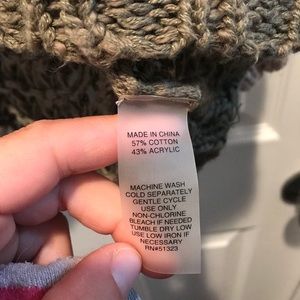 MADE IN CHINA
57% COTTON
43% ACRYLIC
MACHINE WASH
COLD SEPARATELY
GENTLE CYCLE
USE ONLY
NON-CHLORINE
BLEACH IF NEEDED
TUMBLE DRY LOW
USE LOW IRON IF
NECESSARY
RN#51323